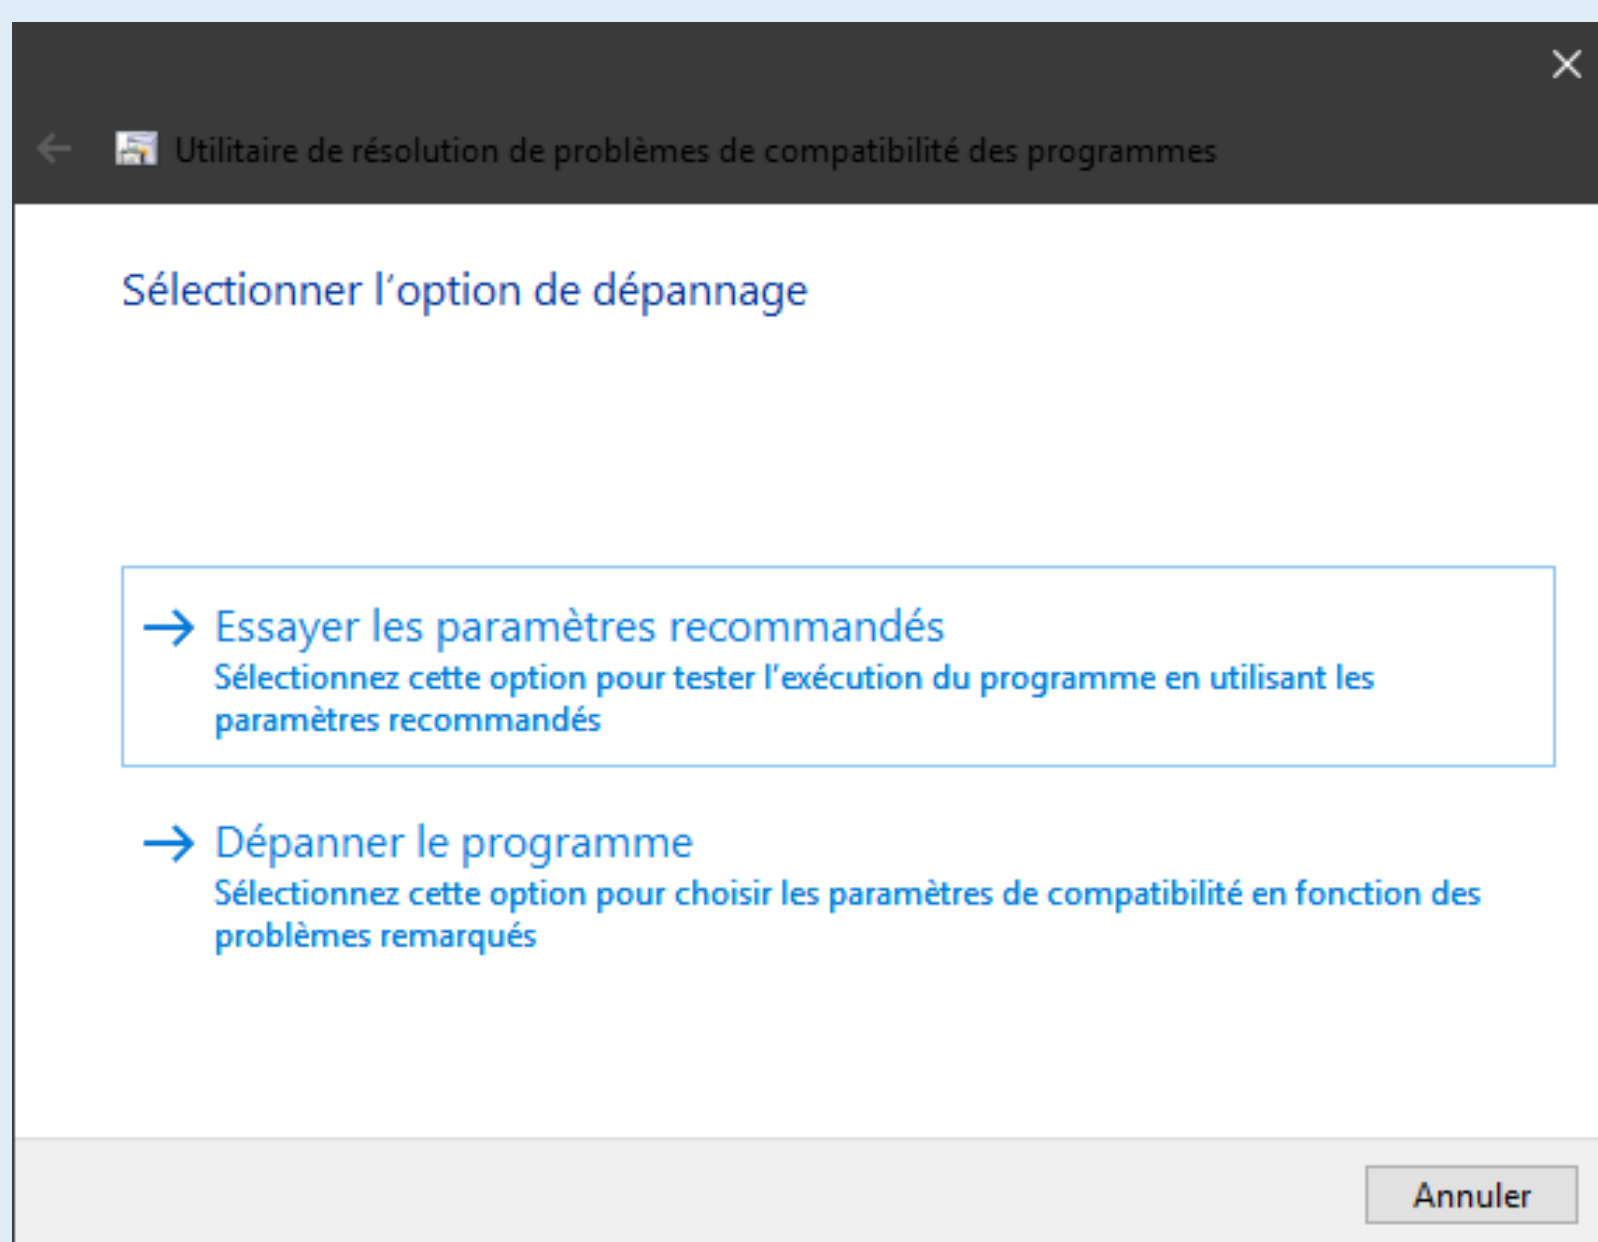 Utilitaire de résolution de problèmes de compatibilité des programmes
Sélectionner l'option de dépannage
Essayer les paramètres recommandés
Sélectionnez cette option pour tester l'exécution du programme en utilisant les
paramètres recommandés
Dépanner le programme
Sélectionnez cette option pour choisir les paramètres de compatibilité en fonction des
problèmes remarqués
Annuler